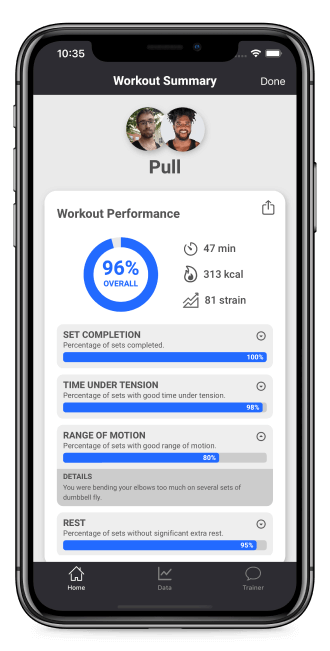 10:35
Workout Summary
Done
Pull
Workout Performance
96%
OVERALL
47 min
313 kcal
81 strain
SET COMPLETION
Percentage of sets completed.
100%
TIME UNDER TENSION
Percentage of sets with good time under tension.
98%
RANGE OF MOTION
Percentage of sets with good range of motion.
80%
DETAILS
You were bending your elbows too much on several sets of
dumbbell fly.
REST
Percentage of sets without significant extra rest.
95%
Home
Data
Trainer